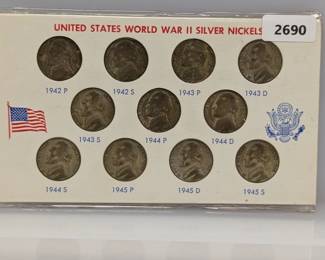 UNITED STATES WORLD WAR II SILVER NICKELS
2690
1942 P 1942 S 1943 P 1943 D
1943 S 1944 P 1944 D
1944 S 1945 P 1945 D 1945 S